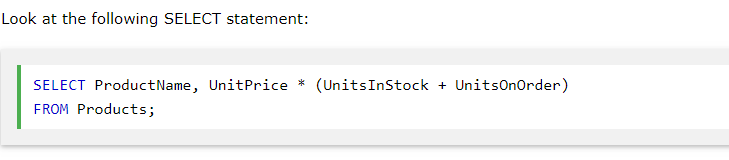 Look at the following SELECT statement:
SELECT ProductName, UnitPrice * (UnitsInStock + UnitsOnOrder)
FROM Products;